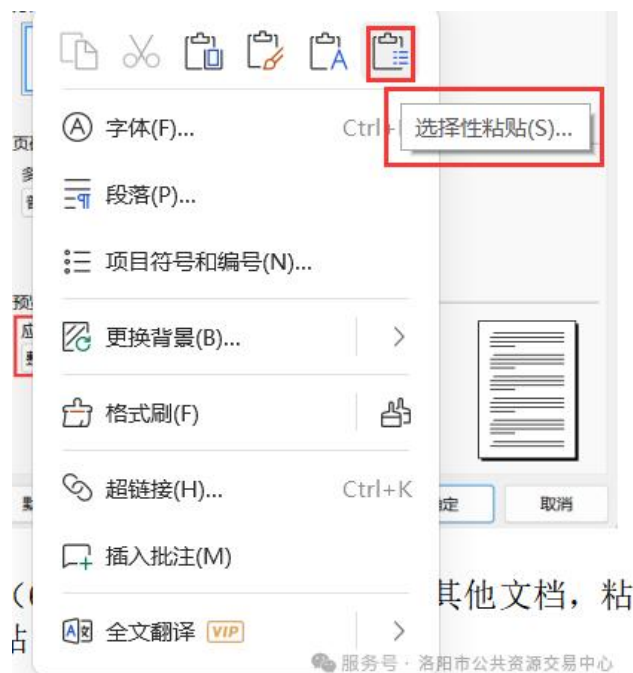 选择性粘贴(S)...
字体(F)... Ctrl+
段落(P)...
项目符号和编号(N)...
更换背景(B)...
格式刷(F)
超链接(H)... Ctrl+K
取消
插入批注(M)
其他文档，粘
全文翻译 VIP
服务号 · 洛阳市公共资源交易中心